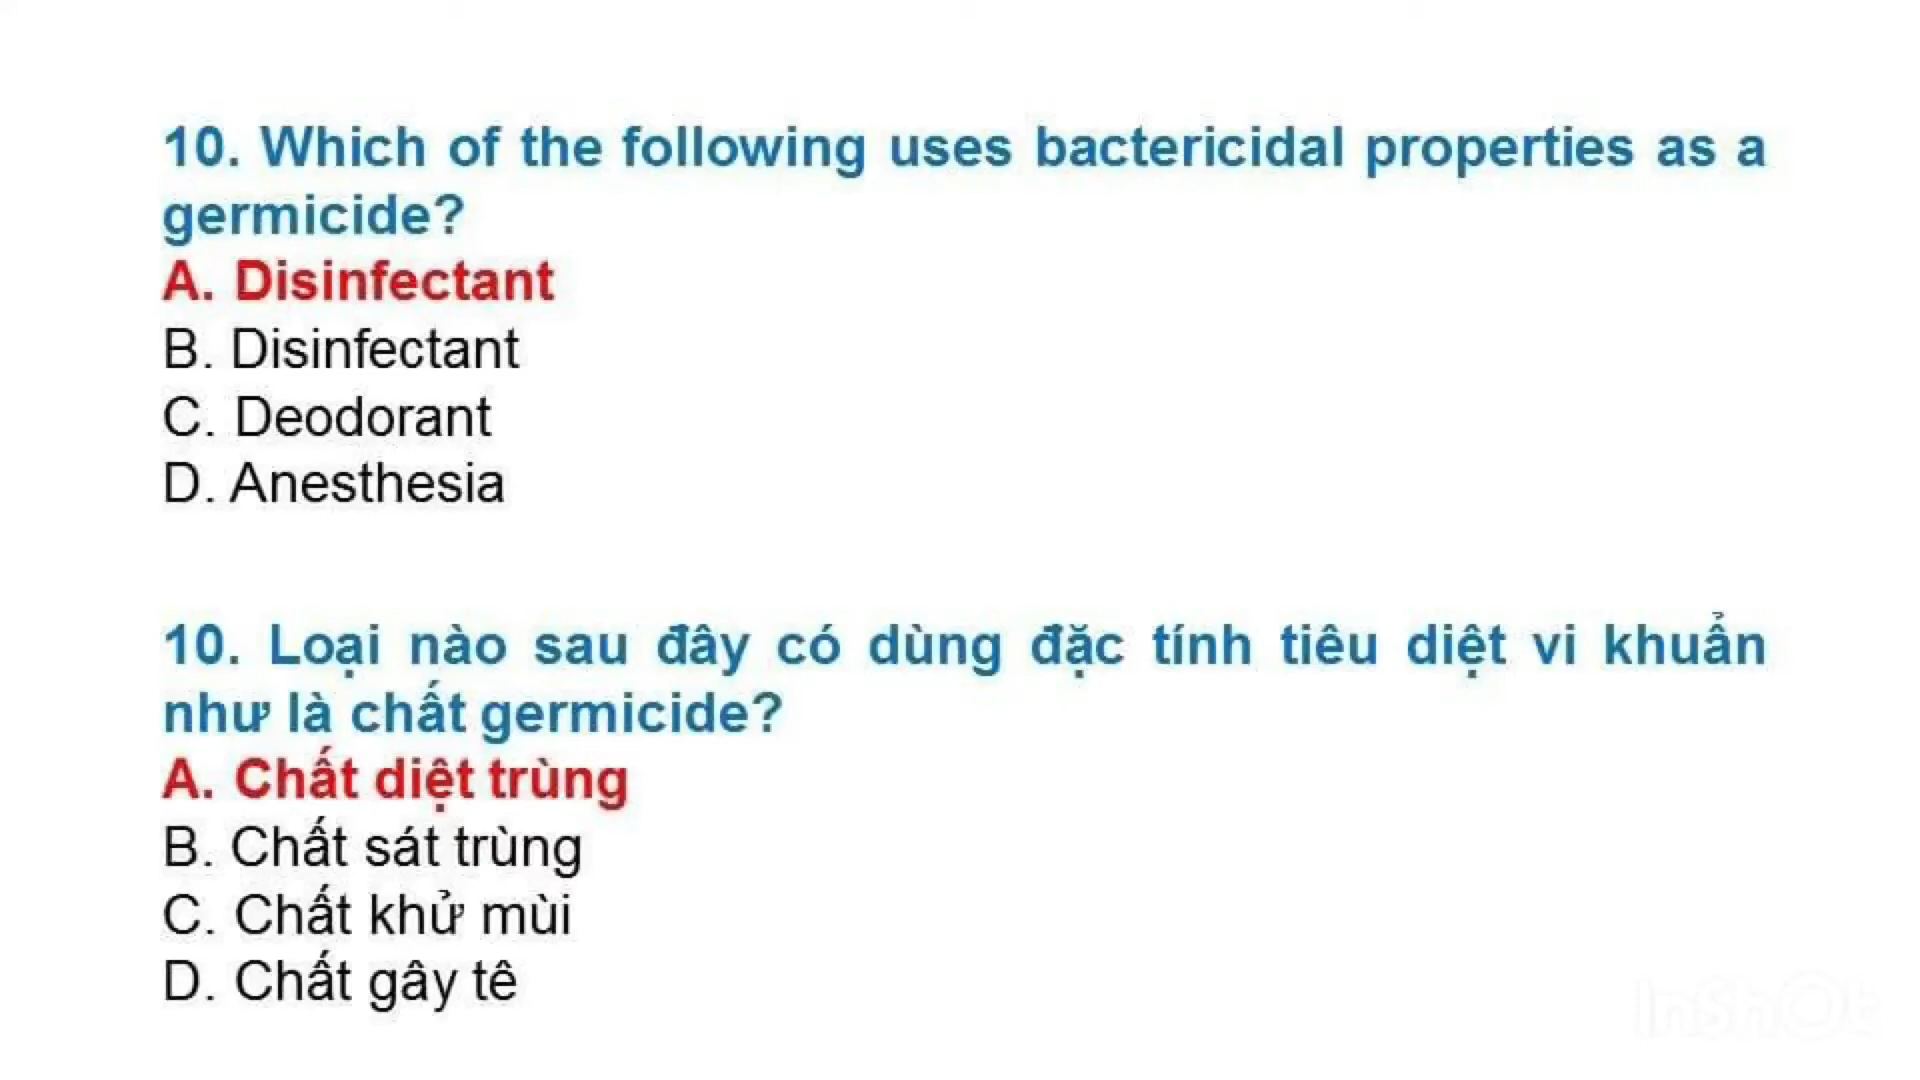 10. Which of the following uses bactericidal properties as a
germicide?
A. Disinfectant
B. Disinfectant
C. Deodorant
D. Anesthesia
10. Loại nào sau đây có dùng đặc tính tiêu diệt vi khuẩn
như là chất germicide?
A. Chất diệt trùng
B. Chất sát trùng
C. Chất khử mùi
D. Chất gây tê
InShOt